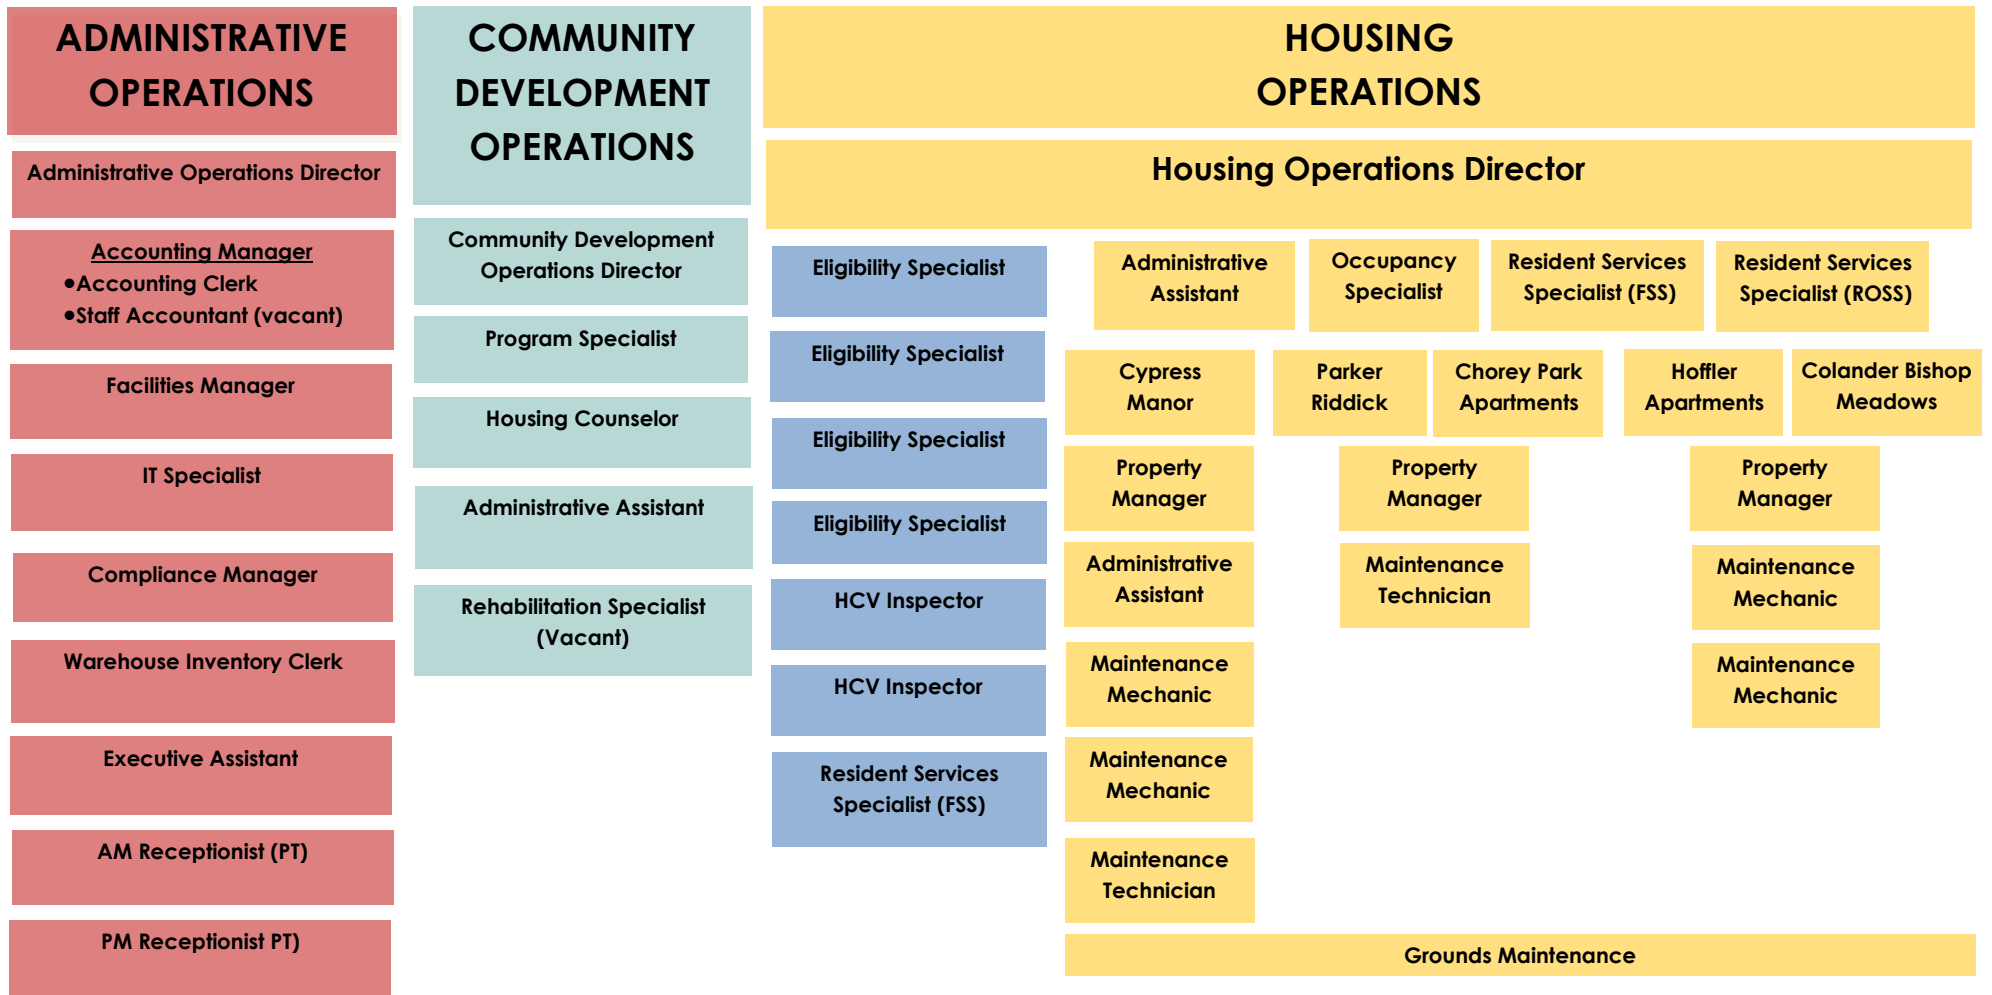 ADMINISTRATIVE
OPERATIONS
Administrative Operations Director
Accounting Manager
●Accounting Clerk
●Staff Accountant (vacant)
Facilities Manager
IT Specialist
Compliance Manager
Warehouse Inventory Clerk
Executive Assistant
AM Receptionist (PT)
PM Receptionist PT)
COMMUNITY
DEVELOPMENT
OPERATIONS
Community Development
Operations Director
Program Specialist
Housing Counselor
Administrative Assistant
Rehabilitation Specialist
(Vacant)
HOUSING
OPERATIONS
Housing Operations Director
Eligibility Specialist
Eligibility Specialist
Eligibility Specialist
Eligibility Specialist
HCV Inspector
HCV Inspector
Resident Services
Specialist (FSS)
Administrative
Assistant
Occupancy
Specialist
Resident Services
Specialist (FSS)
Resident Services
Specialist (ROSS)
Cypress
Manor
Property
Manager
Administrative
Assistant
Maintenance
Mechanic
Maintenance
Mechanic
Maintenance
Technician
Parker
Riddick
Chorey Park
Apartments
Property
Manager
Maintenance
Technician
Hoffler
Apartments
Colander Bishop
Meadows
Property
Manager
Maintenance
Mechanic
Maintenance
Mechanic
Grounds Maintenance